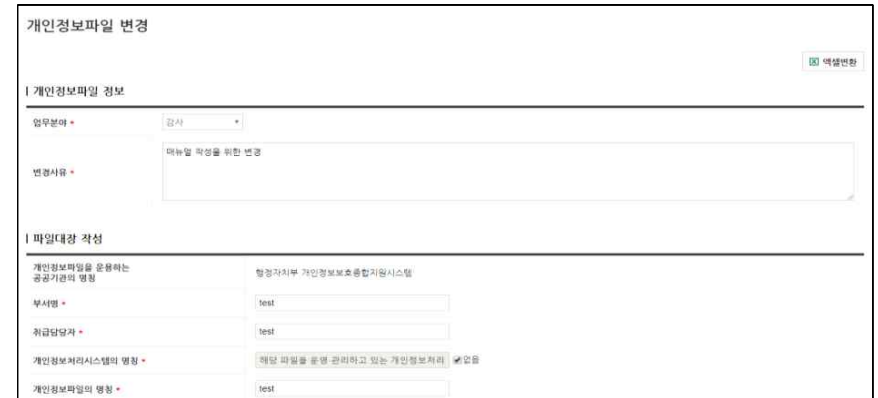 개인정보파일 변경
엑셀변환
개인정보파일 정보
업무분야 *
감사
변경사유 *
매뉴얼 작성을 위한 변경
파일대장 작성
개인정보파일을 운용하는
공공기관의 명칭
행정자치부 개인정보보호종합지원시스템
부서명 *
test
취급담당자 *
test
개인정보처리시스템의 명칭 *
해당 파일을 운영 관리하고 있는 개인정보처리
없음
개인정보파일의 명칭 *
test